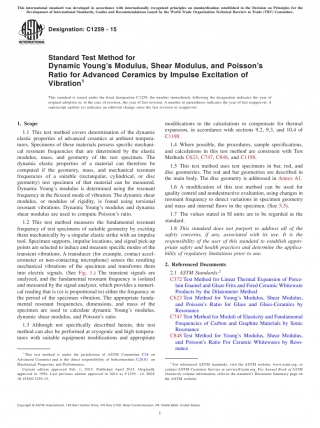 This international standard was developed in accordance with internationally recognized principles on standardization established in the Decision on Principles for the
Development of International Standards, Guides and Recommendations issued by the World Trade Organization Technical Barriers to Trade (TBT) Committee.
Designation: C1259 − 15
Standard Test Method for
Dynamic Young's Modulus, Shear Modulus, and Poisson's
Ratio for Advanced Ceramics by Impulse Excitation of
Vibration1
This standard is issued under the fixed designation C1259; the number immediately following the designation indicates the year of
original adoption or, in the case of revision, the year of last revision. A number in parentheses indicates the year of last reapproval. A
superscript epsilon (ε) indicates an editorial change since the last revision or reapproval.
1. Scope
1.1 This test method covers determination of the dynamic
elastic properties of advanced ceramics at ambient tempera-
tures. Specimens of these materials possess specific mechani-
cal resonant frequencies that are determined by the elastic
modulus, mass, and geometry of the test specimen. The
dynamic elastic properties of a material can therefore be
computed if the geometry, mass, and mechanical resonant
frequencies of a suitable (rectangular, cylindrical, or disc
geometry) test specimen of that material can be measured.
Dynamic Young's modulus is determined using the resonant
frequency in the flexural mode of vibration. The dynamic shear
modulus, or modulus of rigidity, is found using torsional
resonant vibrations. Dynamic Young's modulus and dynamic
shear modulus are used to compute Poisson's ratio.
1.2 This test method measures the fundamental resonant
frequency of test specimens of suitable geometry by exciting
them mechanically by a singular elastic strike with an impulse
tool. Specimen supports, impulse locations, and signal pick-up
points are selected to induce and measure specific modes of the
transient vibrations. A transducer (for example, contact accel-
erometer or non-contacting microphone) senses the resulting
mechanical vibrations of the specimen and transforms them
into electric signals. (See Fig. 1.) The transient signals are
analyzed, and the fundamental resonant frequency is isolated
and measured by the signal analyzer, which provides a numeri-
cal reading that is (or is proportional to) either the frequency or
the period of the specimen vibration. The appropriate funda-
mental resonant frequencies, dimensions, and mass of the
specimen are used to calculate dynamic Young's modulus,
dynamic shear modulus, and Poisson's ratio.
1.3 Although not specifically described herein, this test
method can also be performed at cryogenic and high tempera-
tures with suitable equipment modifications and appropriate
1 This test method is under the jurisdiction of ASTM Committee C28 on
Advanced Ceramics and is the direct responsibility of Subcommittee C28.01 on
Mechanical Properties and Performance.
Current edition approved Feb. 1, 2015. Published April 2015. Originally
modifications to the calculations to compensate for thermal
expansion, in accordance with sections 9.2, 9.3, and 10.4 of
C1198.
1.4 Where possible, the procedures, sample specifications,
and calculations in this test method are consistent with Test
Methods C623, C747, C848, and C1198.
1.5 This test method uses test specimens in bar, rod, and
disc geometries. The rod and bar geometries are described in
the main body. The disc geometry is addressed in Annex A1.
1.6 A modification of this test method can be used for
quality control and nondestructive evaluation, using changes in
resonant frequency to detect variations in specimen geometry
and mass and internal flaws in the specimen. (See 5.5).
1.7 The values stated in SI units are to be regarded as the
standard.
1.8 This standard does not purport to address all of the
safety concerns, if any, associated with its use. It is the
responsibility of the user of this standard to establish appro-
priate safety and health practices and determine the applica-
bility of regulatory limitations prior to use.
2. Referenced Documents
2.1 ASTM Standards:2
C372 Test Method for Linear Thermal Expansion of Porce-
lain Enamel and Glaze Frits and Fired Ceramic Whiteware
Products by the Dilatometer Method
C623 Test Method for Young's Modulus, Shear Modulus,
and Poisson's Ratio for Glass and Glass-Ceramics by
Resonance
C747 Test Method for Moduli of Elasticity and Fundamental
Frequencies of Carbon and Graphite Materials by Sonic
Resonance
C848 Test Method for Young's Modulus, Shear Modulus,
and Poisson's Ratio For Ceramic Whitewares by Reso-
nance
2 For referenced ASTM standards, visit the ASTM website, www.astm.org, or
contact ASTM Customer Service at service@astm.org. For Annual Book of ASTM
Standards volume information, refer to the standard's Document Summary page on
the ASTM website.
Copyright © ASTM International, 100 Barr Harbor Drive, PO Box C700, West Conshohocken, PA 19428-2959. United States
1